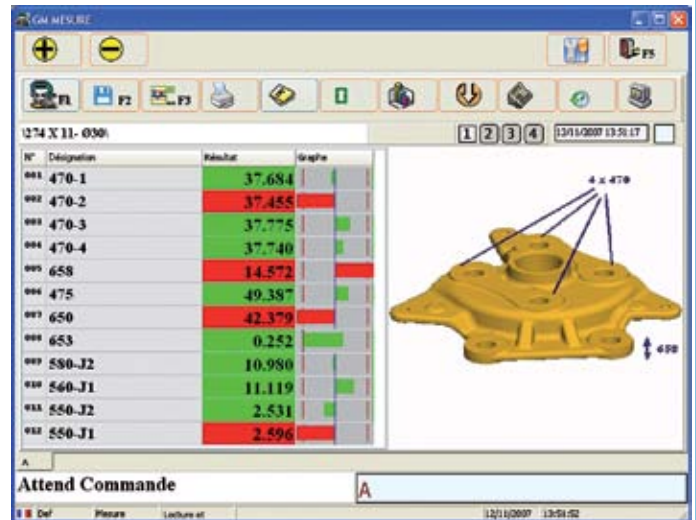 GM MESURE
F5
F1 F2 F3
\274 X 11- Ø30\
1 2 3 4 12/11/2007 13:51:17
N° Désignation Résultat Graphe
001 470-1 37.684
002 470-2 37.455
003 470-3 37.775
004 470-4 37.740
005 658 14.572
006 475 49.387
007 650 42.379
008 653 0.252
009 580-J2 10.980
010 560-J1 11.119
011 550-J2 2.531
012 550-J1 2.596
4 x 470
658
A
Attend Commande
A
Def Mesure Lecture et 12/11/2007 13:51:52